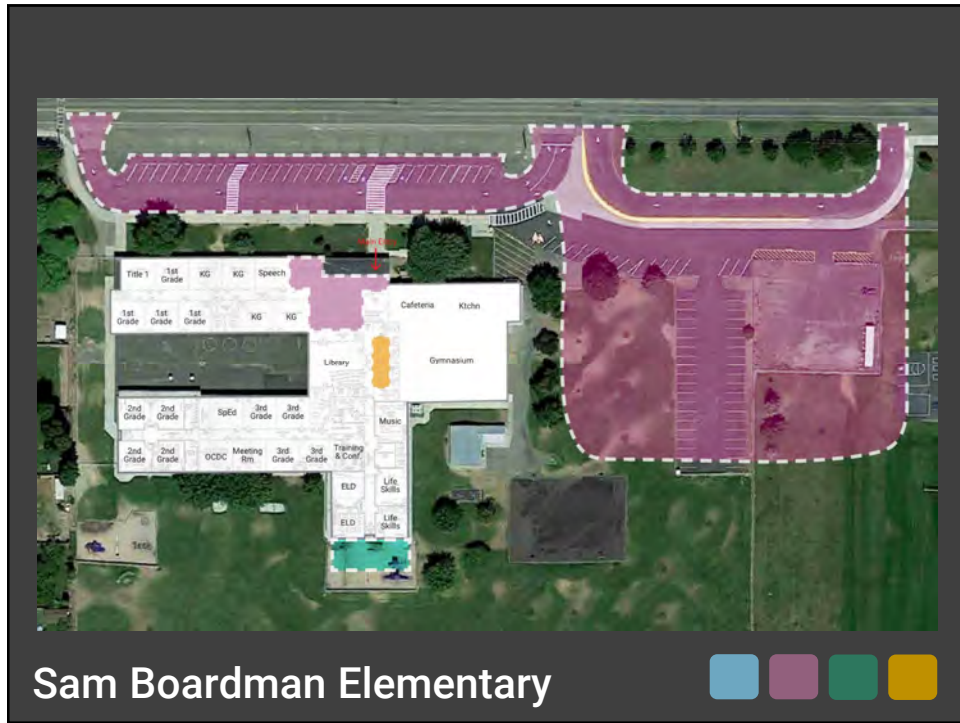 Main Entry
Title 1
1st
Grade
KG
KG
Speech
1st
Grade
1st
Grade
1st
Grade
KG
KG
Cafeteria
Ktchn
Library
Gymnasium
2nd
Grade
2nd
Grade
SpEd
3rd
Grade
3rd
Grade
Music
2nd
Grade
2nd
Grade
OCDC
Meeting
Rm
3rd
Grade
3rd
Grade
Training
& Conf.
ELD
Life
Skills
ELD
Life
Skills
Sam Boardman Elementary